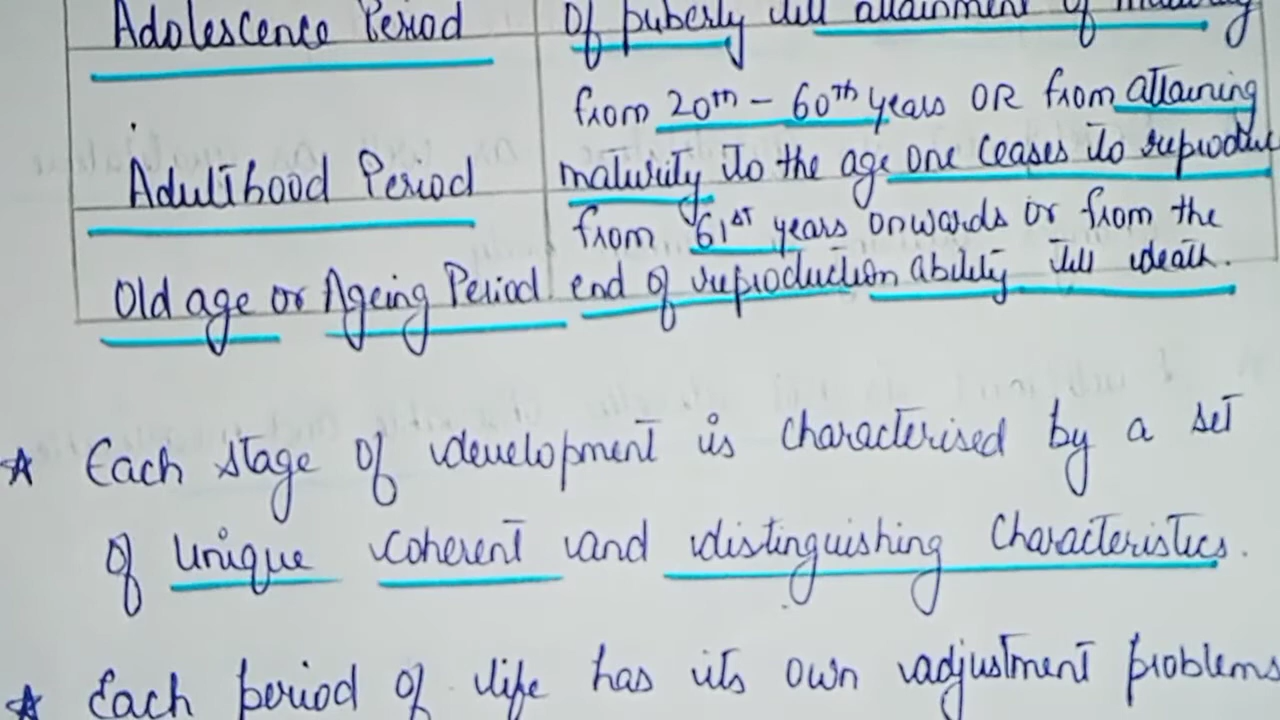 Adolescence Period
of puberty till attainment of maturity
from 20th - 60th years OR from attaining
Adulthood Period
maturity to the age one ceases to reproduce
from 61st years onwards or from the
Old age or Ageing Period
end of reproduction ability till death.
☆ Each stage of development is characterised by a set
of unique coherent and distinguishing characteristics.
☆ Each period of life has its own adjustment problems